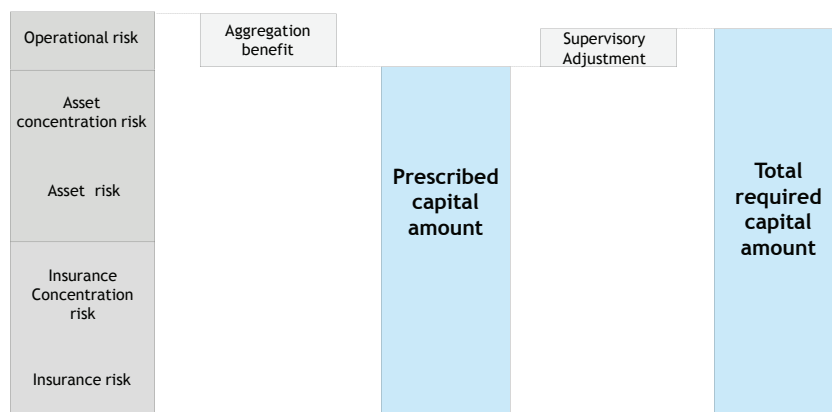 Operational risk
Asset
concentration risk
Asset risk
Insurance
Concentration
risk
Insurance risk
Aggregation
benefit
Prescribed
capital
amount
Supervisory
Adjustment
Total
required
capital
amount